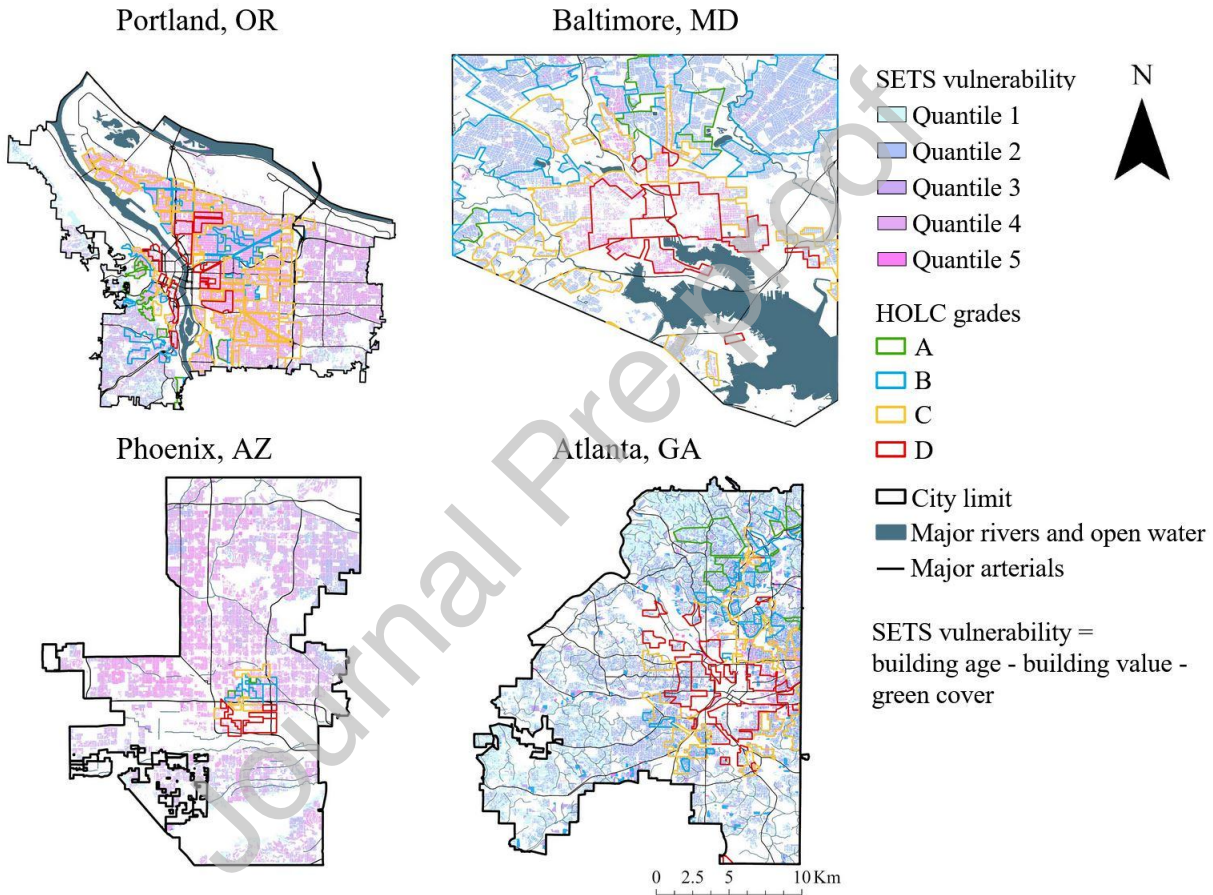 Portland, OR
Baltimore, MD
SETS vulnerability
Quantile 1
Quantile 2
Quantile 3
Quantile 4
Quantile 5
HOLC grades
A
B
C
D
City limit
Major rivers and open water
Major arterials
SETS vulnerability =
building age - building value -
green cover
N
Phoenix, AZ
Atlanta, GA
0 2.5 5 10 Km
Journal Pre-proof